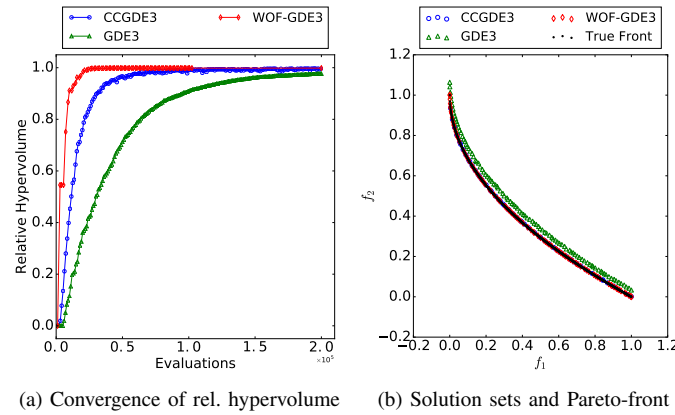 CCGDE3
WOF-GDE3
GDE3
1.0
0.8
0.6
0.4
0.2
0.0
Relative Hypervolume
0.0
0.5
1.0
1.5
2.0
×10⁵
Evaluations
(a) Convergence of rel. hypervolume
CCGDE3
WOF-GDE3
GDE3
True Front
1.2
1.0
0.8
0.6
0.4
0.2
0.0
−0.2
f₂
−0.2
0.0
0.2
0.4
0.6
0.8
1.0
1.2
f₁
(b) Solution sets and Pareto-front